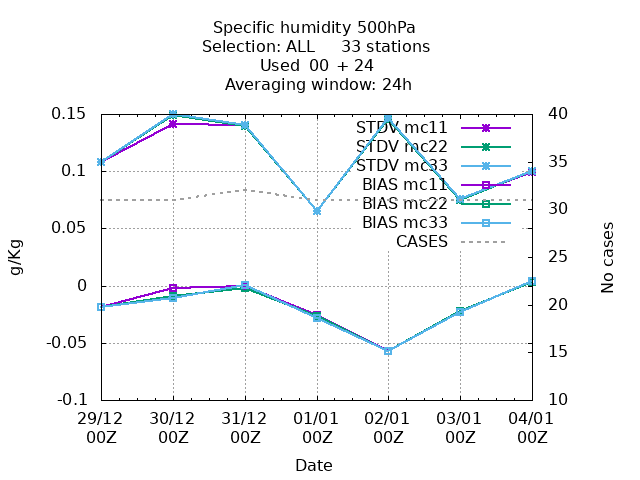 Specific humidity 500hPa
Selection: ALL 33 stations
Used 00 + 24
Averaging window: 24h
0.15
0.1
0.05
0
-0.05
-0.1
g/Kg
40
35
30
25
20
15
10
No cases
STDV mc11
STDV mc22
STDV mc33
BIAS mc11
BIAS mc22
BIAS mc33
CASES
29/12 30/12 31/12 01/01 02/01 03/01 04/01
00Z 00Z 00Z 00Z 00Z 00Z 00Z
Date